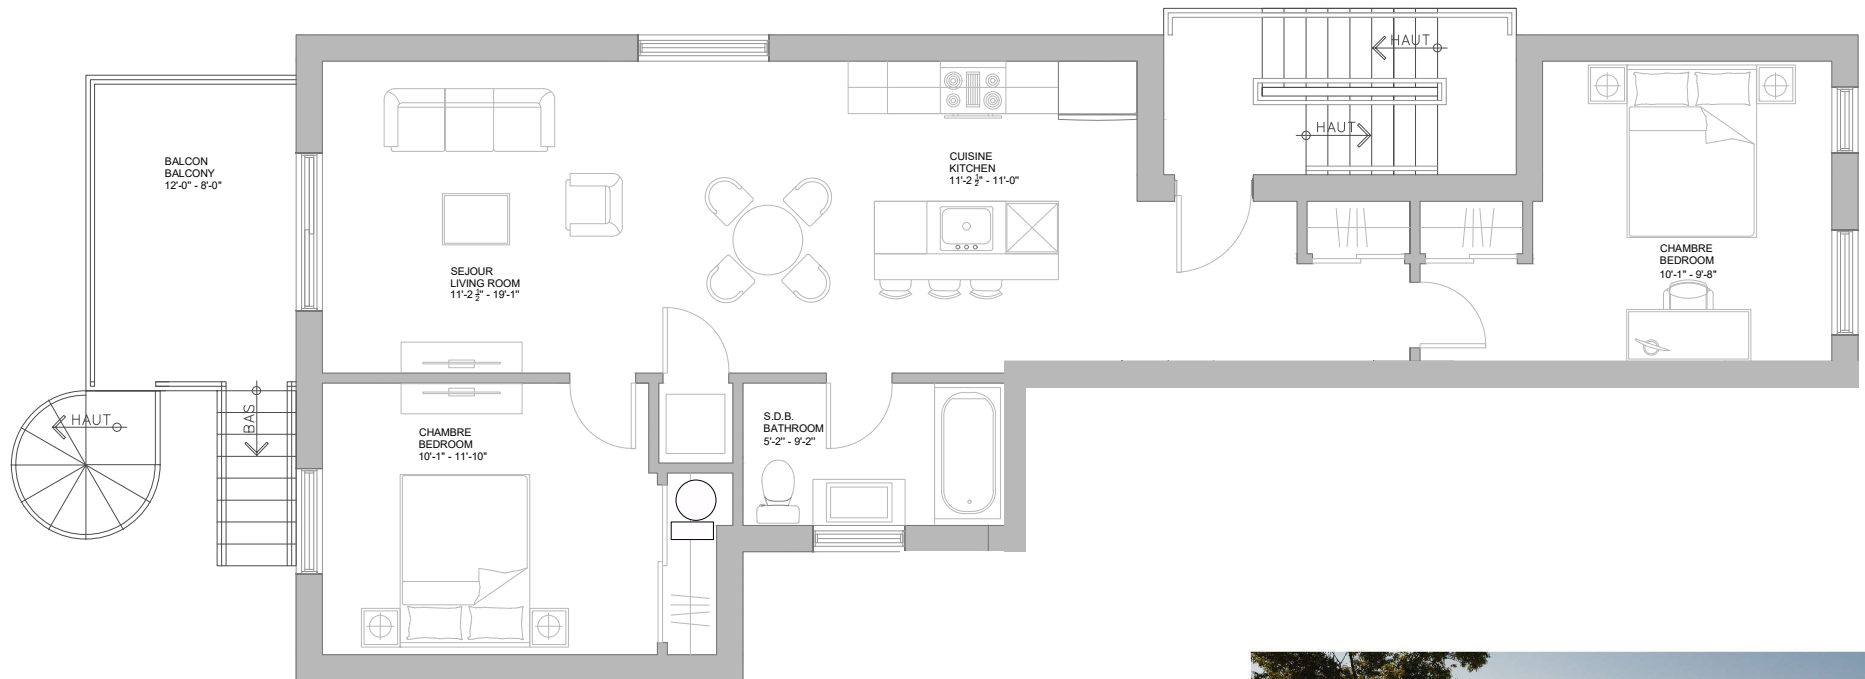 HAUT
HAUT
BALCON
BALCONY
12'-0" - 8'-0"
CUISINE
KITCHEN
11'-2 ½" - 11'-0"
SEJOUR
LIVING ROOM
11'-2 ½" - 19'-1"
CHAMBRE
BEDROOM
10'-1" - 9'-8"
HAUT
BAS
CHAMBRE
BEDROOM
10'-1" - 11'-10"
S.D.B.
BATHROOM
5'-2" - 9'-2"